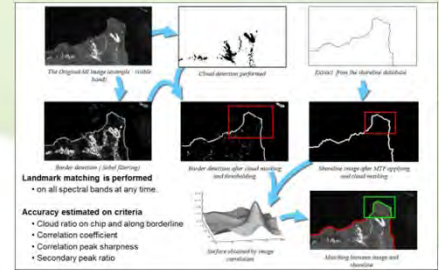 The Original MI image (example - visible
band)
Cloud detection performed
Extract from the shoreline database
Border detection (Sobel filtering)
Border detection after cloud masking
and thresholding
Shoreline image after MTF applying
and cloud masking
Landmark matching is performed
• on all spectral bands at any time.
Accuracy estimated on criteria
• Cloud ratio on chip and along borderline
• Correlation coefficient
• Correlation peak sharpness
• Secondary peak ratio
Surface obtained by image
correlation
Matching between image and
shoreline